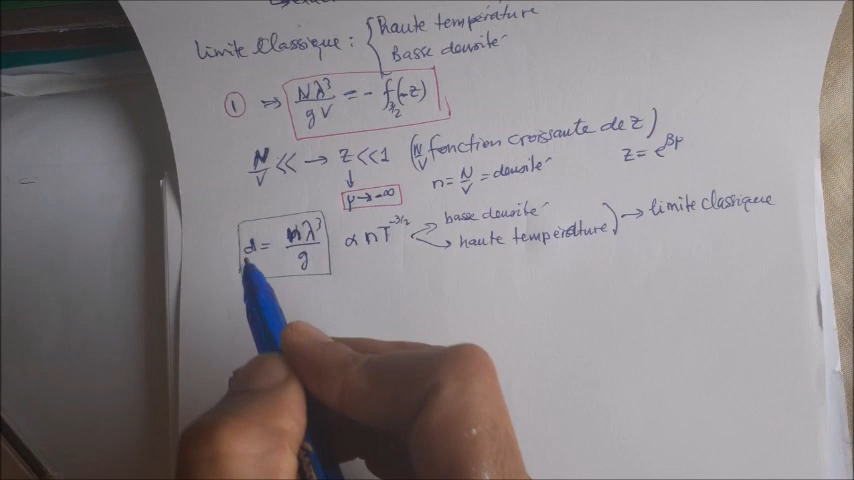 Limite Classique : { haute température
Basse densité
① ⇒ Nλ³/gV = - f₃/₂(-z)
N/V << → z <<1 (N/V fonction croissante de z)
↓ n = N/V = densité z = e^βμ
μ → -∞
d = nλ³/g ∝ nT^-3/2 basse densité
haute température → limite classique